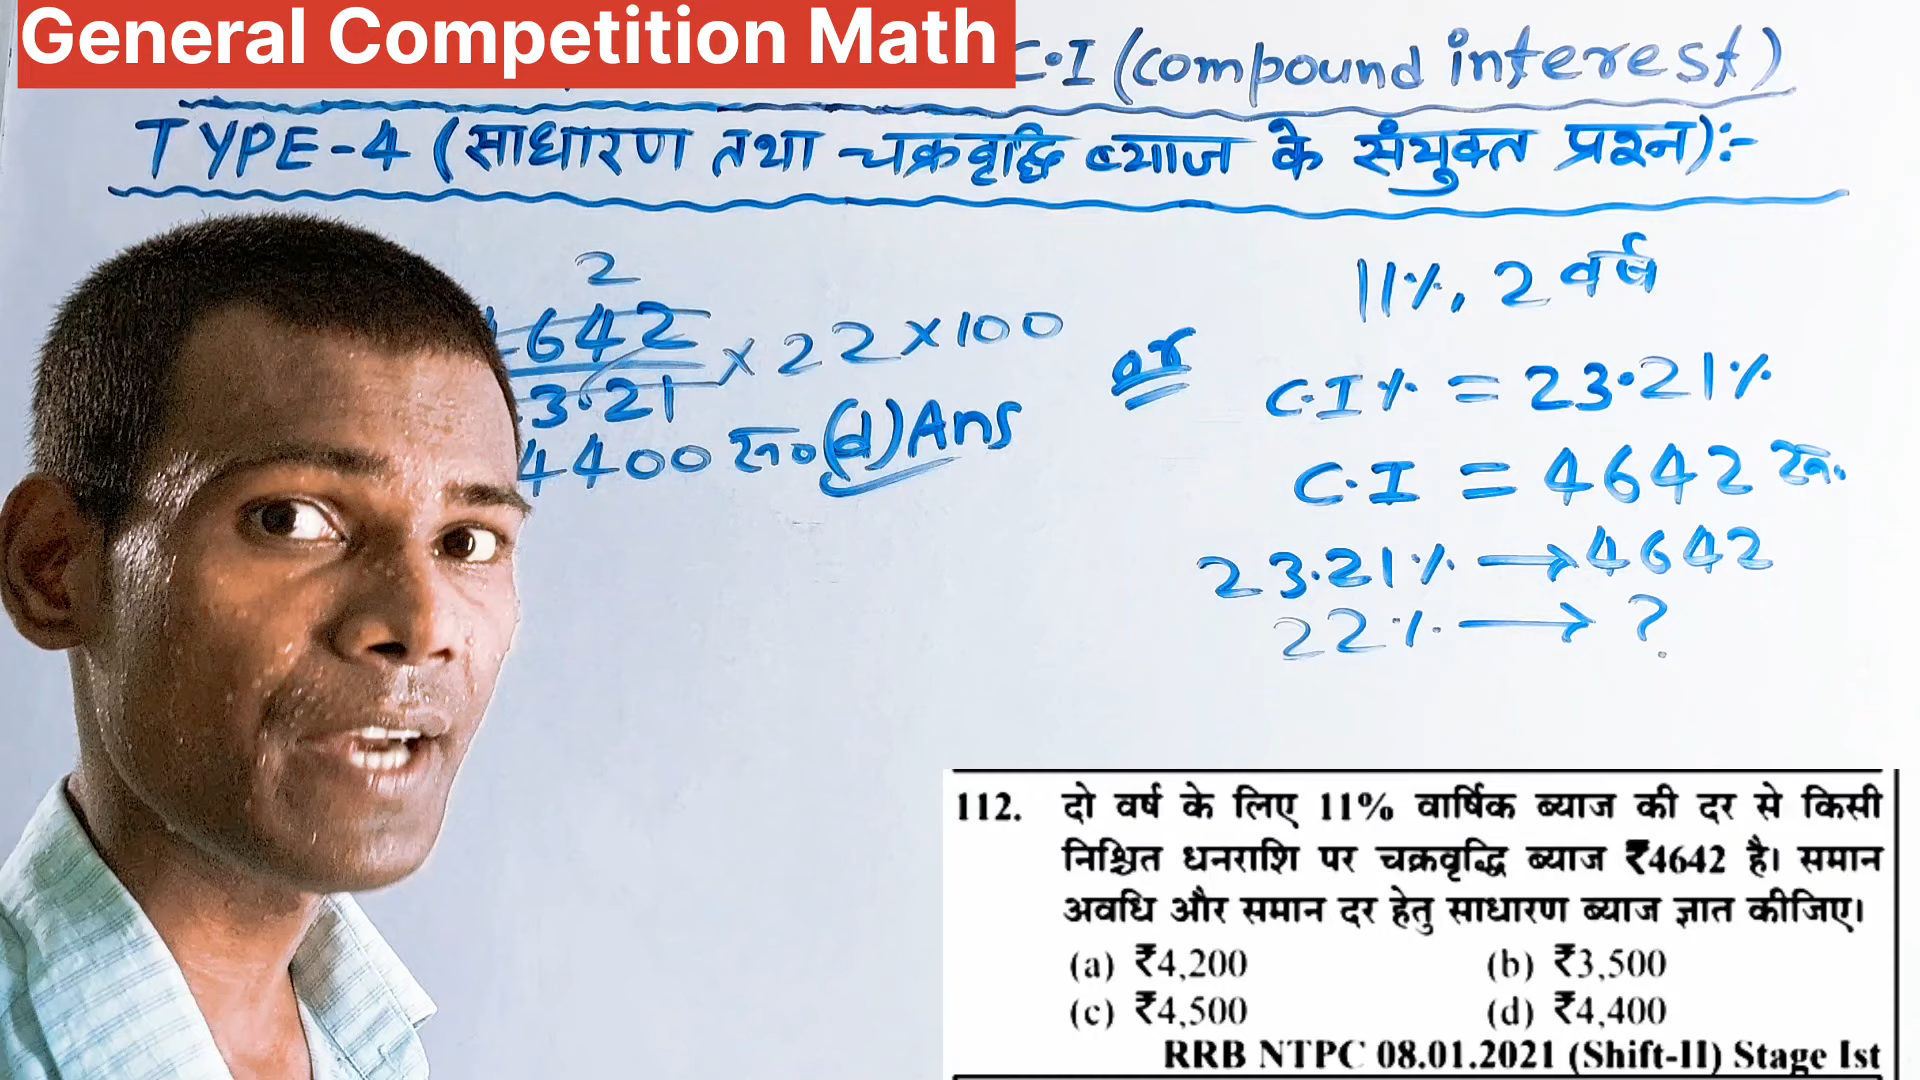 General Competition Math
C.I (compound interest)
TYPE-4 (साधारण तथा चक्रवृद्धि ब्याज के संयुक्त प्रश्न):-
2
4642 × 22 × 100
3.21
4400 रू० (d) Ans
or
11%, 2 वर्ष
C.I% = 23.21%
C.I = 4642 रू.
23.21% → 4642
22% → ?
112. दो वर्ष के लिए 11% वार्षिक ब्याज की दर से किसी
निश्चित धनराशि पर चक्रवृद्धि ब्याज ₹4642 है। समान
अवधि और समान दर हेतु साधारण ब्याज ज्ञात कीजिए।
(a) ₹4,200 (b) ₹3,500
(c) ₹4,500 (d) ₹4,400
RRB NTPC 08.01.2021 (Shift-II) Stage Ist